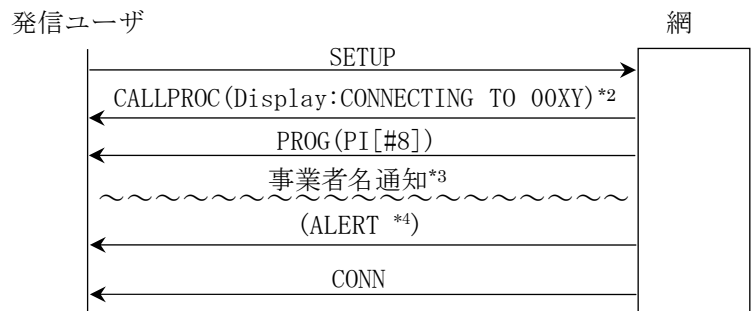 発信ユーザ
網
SETUP
CALLPROC(Display:CONNECTING TO 00XY)*2
PROG(PI[#8])
事業者名通知*3
(ALERT *4)
CONN